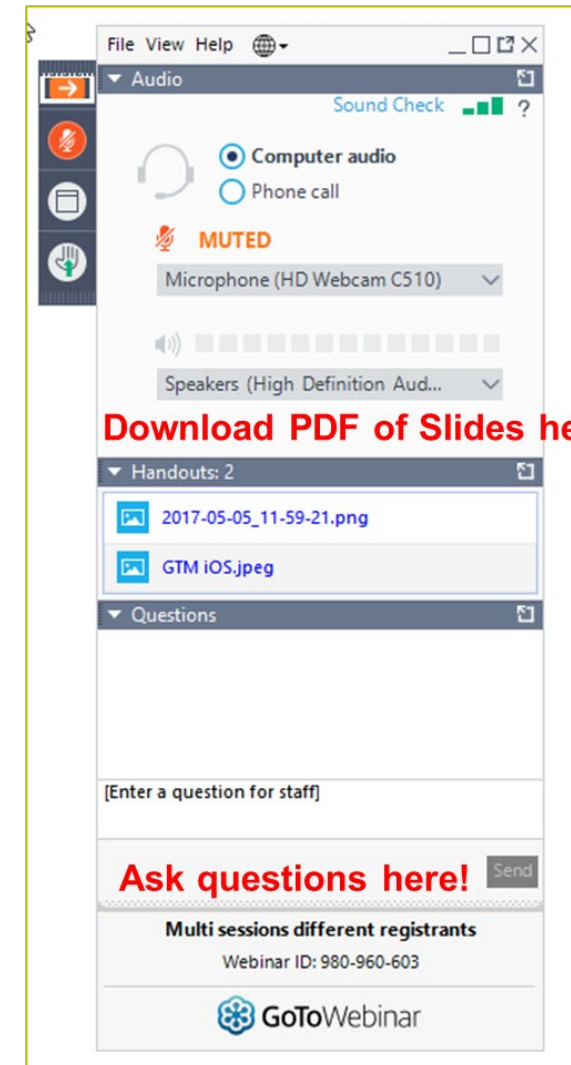 File View Help
Audio
Sound Check ?
Computer audio
Phone call
MUTED
Microphone (HD Webcam C510)
Speakers (High Definition Aud...
Download PDF of Slides he
Handouts: 2
2017-05-05_11-59-21.png
GTM iOS.jpeg
Questions
[Enter a question for staff]
Ask questions here! Send
Multi sessions different registrants
Webinar ID: 980-960-603
GoToWebinar